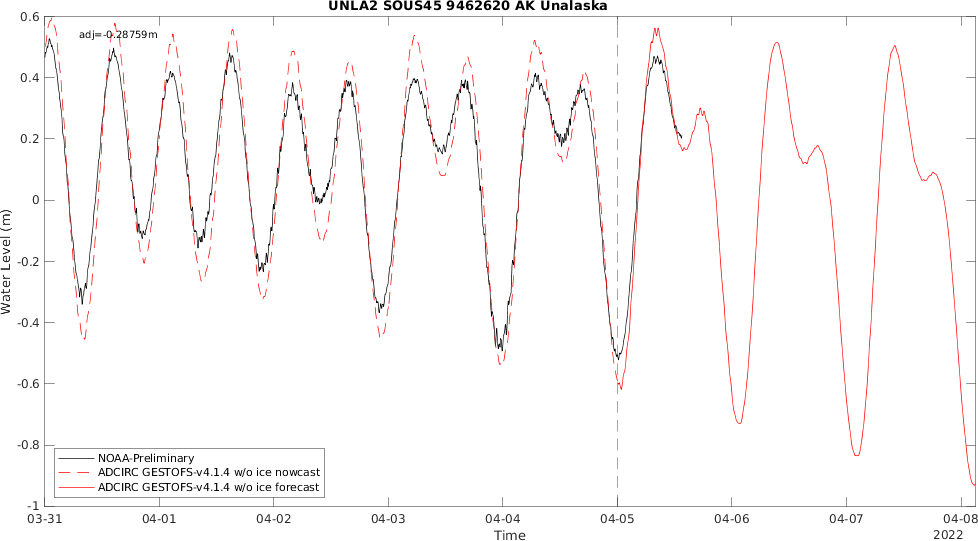 UNLA2 SOUS45 9462620 AK Unalaska
adj=-0.28759m
0.6
0.4
0.2
0
-0.2
-0.4
-0.6
-0.8
-1
Water Level (m)
NOAA-Preliminary
ADCIRC GESTOFS-v4.1.4 w/o ice nowcast
ADCIRC GESTOFS-v4.1.4 w/o ice forecast
03-31 04-01 04-02 04-03 04-04 04-05 04-06 04-07 04-08
Time
2022